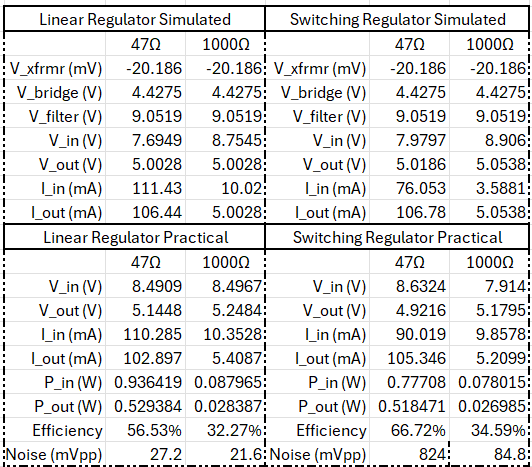 Linear Regulator Simulated Switching Regulator Simulated
47Ω 1000Ω 47Ω 1000Ω
V_xfrmr (mV) -20.186 -20.186 V_xfrmr (mV) -20.186 -20.186
V_bridge (V) 4.4275 4.4275 V_bridge (V) 4.4275 4.4275
V_filter (V) 9.0519 9.0519 V_filter (V) 9.0519 9.0519
V_in (V) 7.6949 8.7545 V_in (V) 7.9797 8.906
V_out (V) 5.0028 5.0028 V_out (V) 5.0186 5.0538
I_in (mA) 111.43 10.02 I_in (mA) 76.053 3.5881
I_out (mA) 106.44 5.0028 I_out (mA) 106.78 5.0538
Linear Regulator Practical Switching Regulator Practical
47Ω 1000Ω 47Ω 1000Ω
V_in (V) 8.4909 8.4967 V_in (V) 8.6324 7.914
V_out (V) 5.1448 5.2484 V_out (V) 4.9216 5.1795
I_in (mA) 110.285 10.3528 I_in (mA) 90.019 9.8578
I_out (mA) 102.897 5.4087 I_out (mA) 105.346 5.2099
P_in (W) 0.936419 0.087965 P_in (W) 0.77708 0.078015
P_out (W) 0.529384 0.028387 P_out (W) 0.518471 0.026985
Efficiency 56.53% 32.27% Efficiency 66.72% 34.59%
Noise (mVpp) 27.2 21.6 Noise (mVpp) 824 84.8